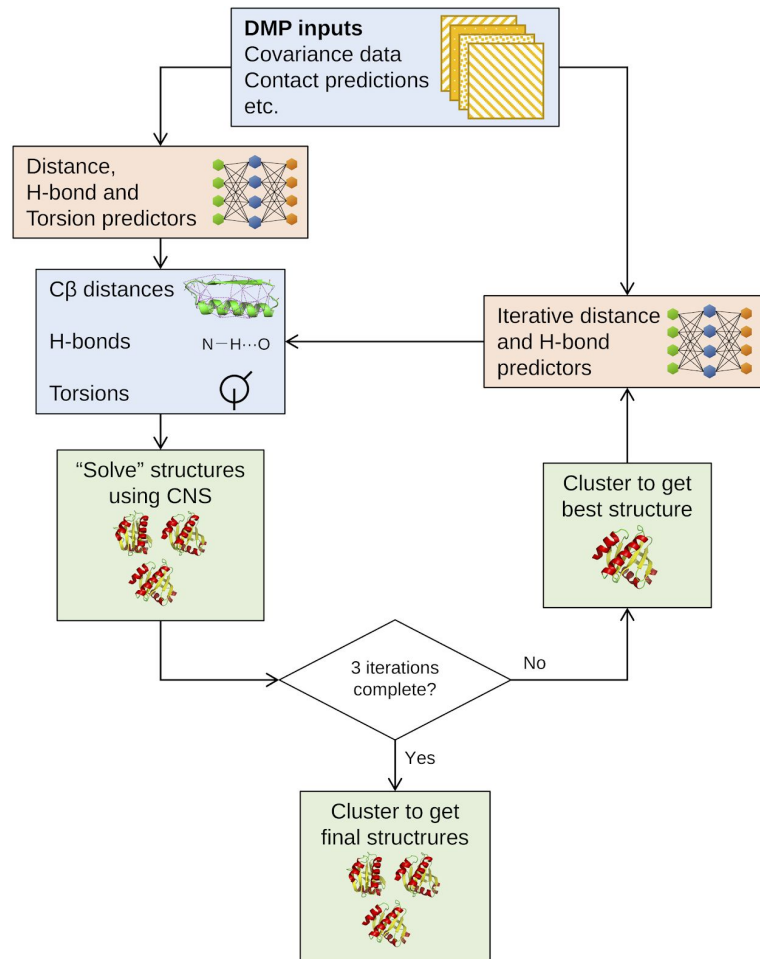 DMP inputs
Covariance data
Contact predictions
etc.
Distance,
H-bond and
Torsion predictors
Cβ distances
H-bonds
N─H···O
Torsions
Iterative distance
and H-bond
predictors
“Solve” structures
using CNS
Cluster to get
best structure
3 iterations
complete?
No
Yes
Cluster to get
final structrures